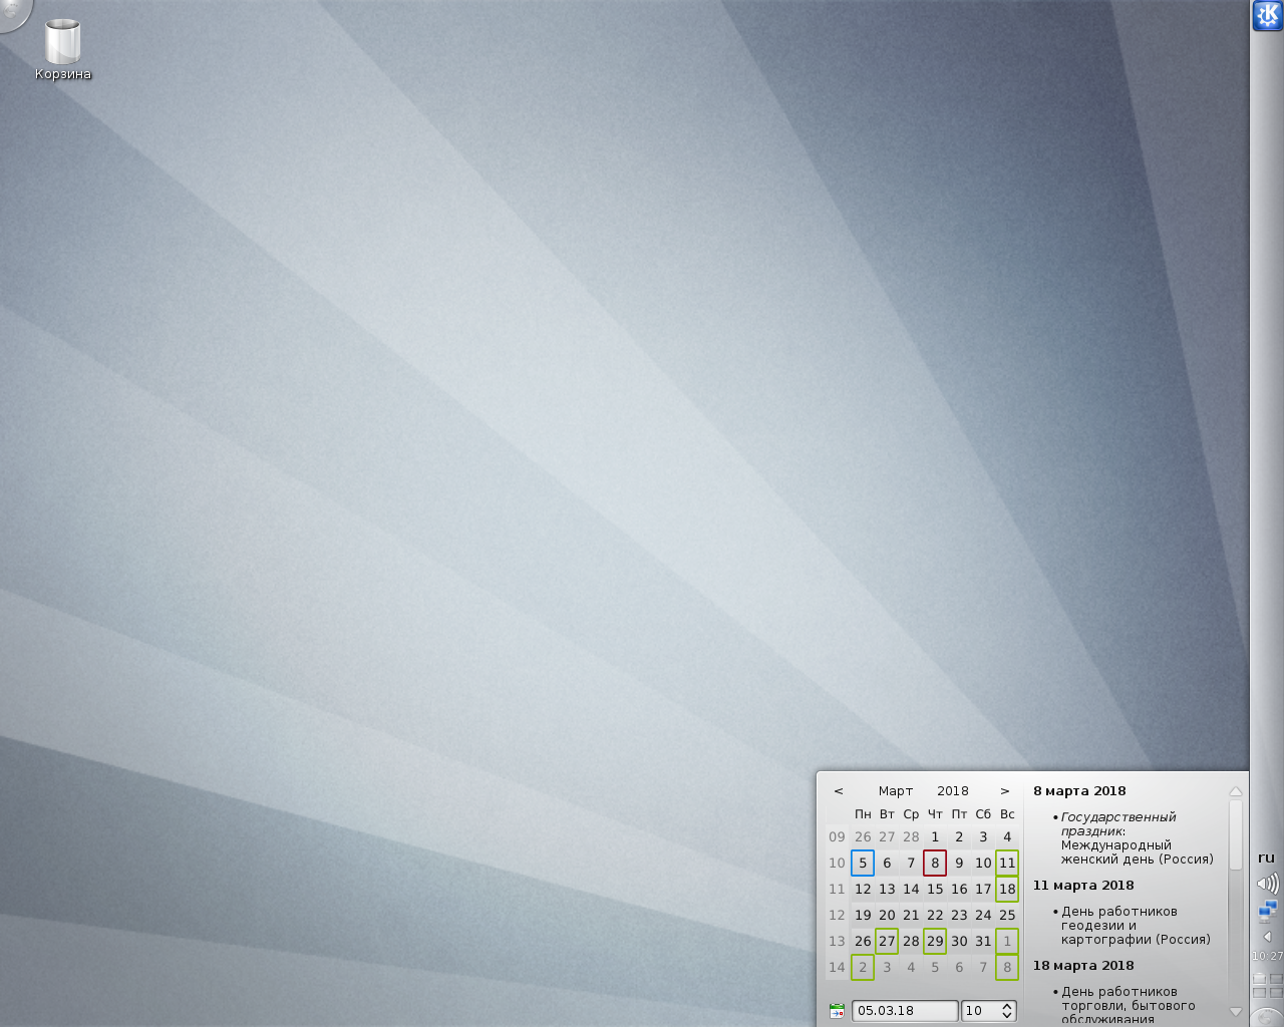 Корзина
< Март 2018 >
Пн Вт Ср Чт Пт Сб Вс
09 26 27 28 1 2 3 4
10 5 6 7 8 9 10 11
11 12 13 14 15 16 17 18
12 19 20 21 22 23 24 25
13 26 27 28 29 30 31 1
14 2 3 4 5 6 7 8
05.03.18 10
8 марта 2018
• Государственный
праздник:
Международный
женский день (Россия)
11 марта 2018
• День работников
геодезии и
картографии (Россия)
18 марта 2018
• День работников
торговли, бытового
обслуживания
ru
10:27